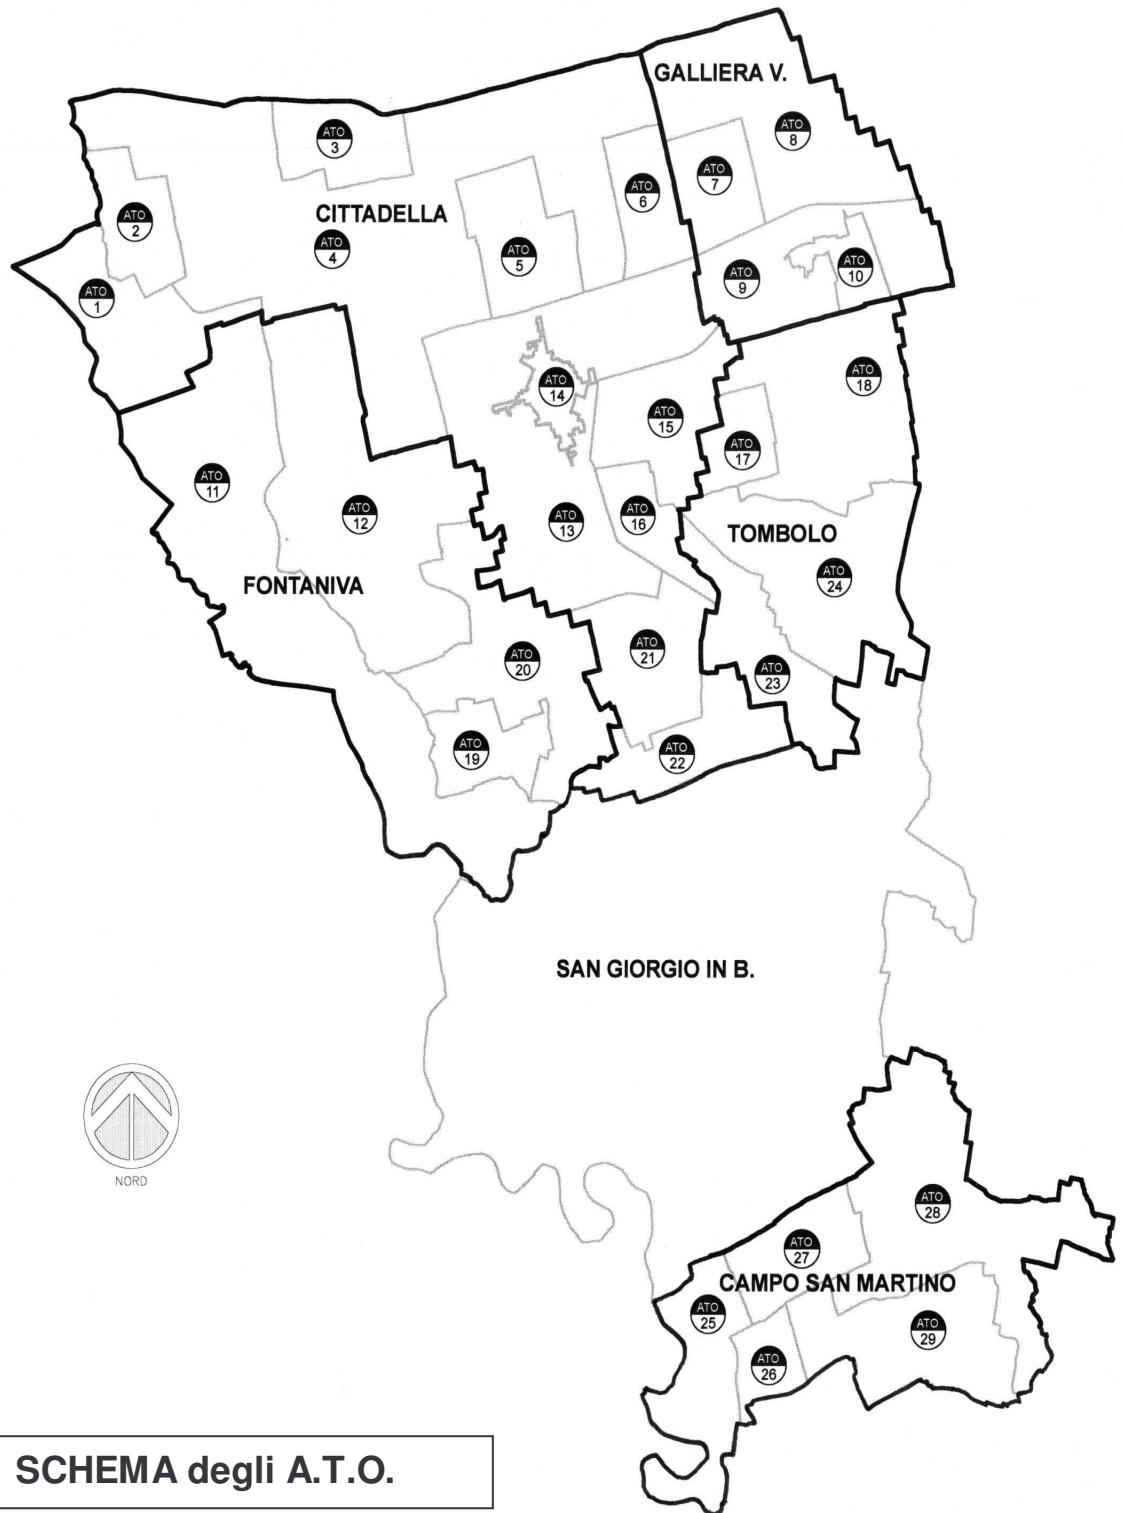 GALLIERA V.
ATO
8
ATO
3
ATO
7
ATO
6
CITTADELLA
ATO
2
ATO
4
ATO
5
ATO
10
ATO
9
ATO
1
ATO
18
ATO
14
ATO
15
ATO
17
ATO
11
ATO
12
ATO
13
ATO
16
TOMBOLO
ATO
24
FONTANIVA
ATO
21
ATO
20
ATO
23
ATO
19
ATO
22
SAN GIORGIO IN B.
NORD
ATO
28
ATO
27
CAMPO SAN MARTINO
ATO
25
ATO
29
ATO
26
SCHEMA degli A.T.O.